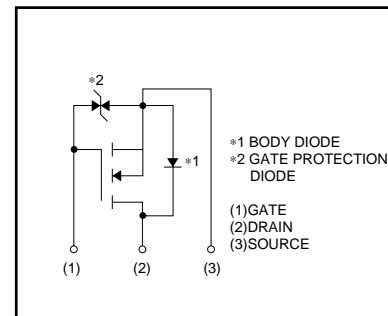 ∗2
∗1
∗1 BODY DIODE
∗2 GATE PROTECTION
DIODE
(1)GATE
(2)DRAIN
(3)SOURCE
(1) (2) (3)